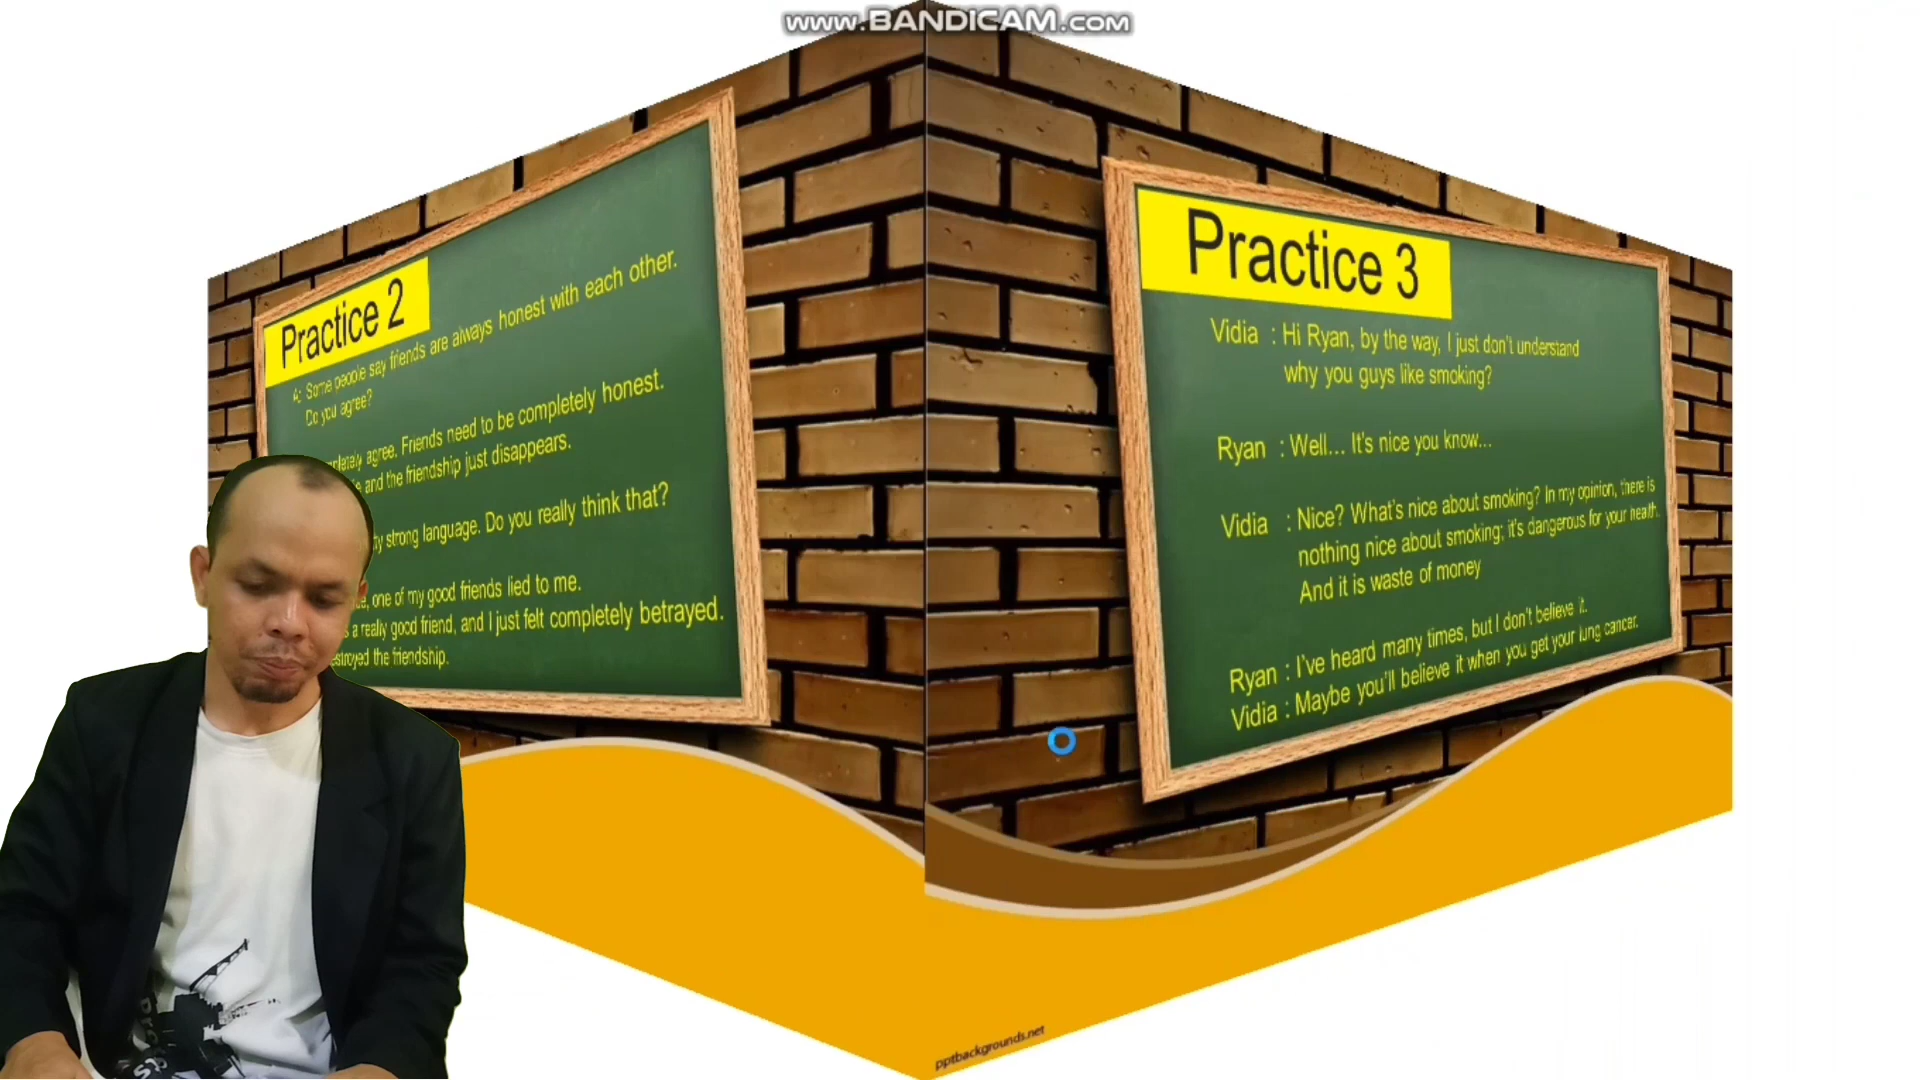 www.BANDICAM.com
Practice 2
A: Some people say friends are always honest with each other.
Do you agree?
agree. Friends need to be completely honest.
and the friendship just disappears.
strong language. Do you really think that?
one of my good friends lied to me.
a really good friend, and I just felt completely betrayed.
the friendship.
Practice 3
Vidia : Hi Ryan, by the way, I just don't understand
why you guys like smoking?
Ryan : Well... It's nice you know...
Vidia : Nice? What's nice about smoking? In my opinion, there is
nothing nice about smoking; it's dangerous for your health.
And it is waste of money
Ryan : I've heard many times, but I don't believe it.
Vidia : Maybe you'll believe it when you get your lung cancer.
pptbackgrounds.net